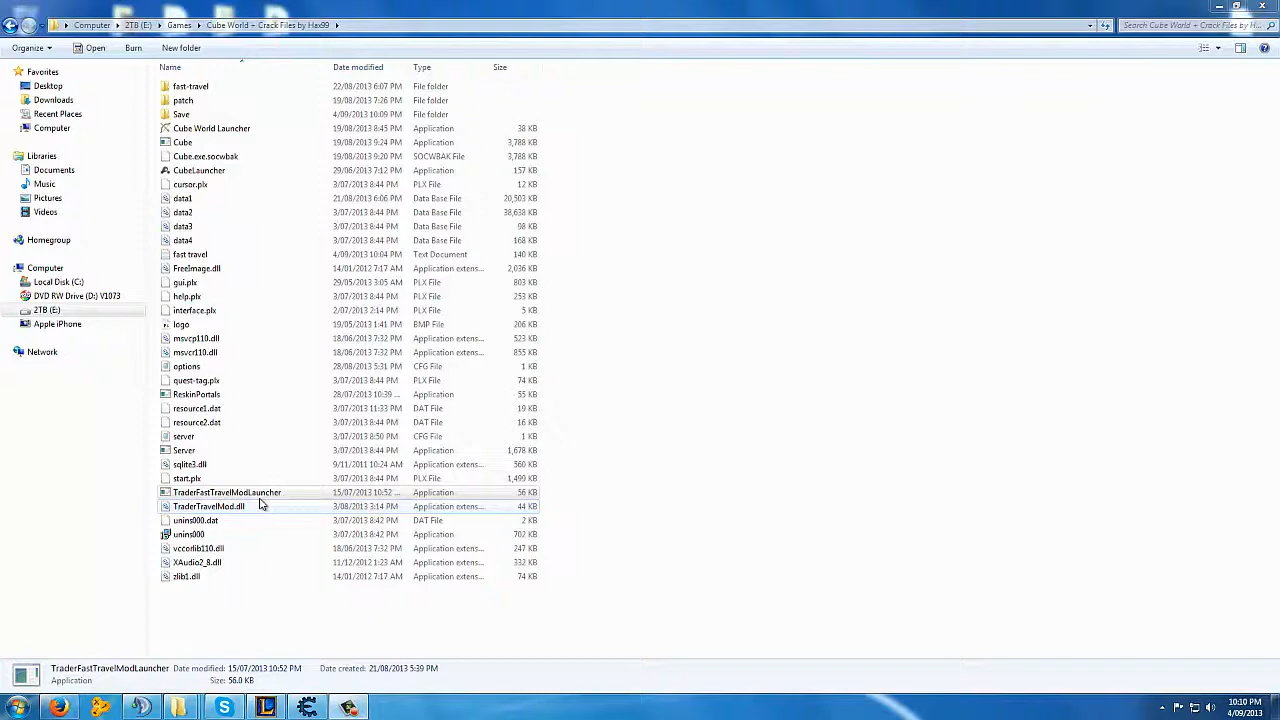 Computer ▸ 2TB (E:) ▸ Games ▸ Cube World + Crack Files by Hax99 ▸ Search Cube World + Crack Files by H...
Organize Open Burn New folder
Name Date modified Type Size
Favorites
Desktop
Downloads
Recent Places
Computer
Libraries
Documents
Music
Pictures
Videos
Homegroup
Computer
Local Disk (C:)
DVD RW Drive (D:) V1073
2TB (E:)
Apple iPhone
Network
fast-travel 22/08/2013 6:07 PM File folder
patch 19/08/2013 7:26 PM File folder
Save 4/09/2013 10:09 PM File folder
Cube World Launcher 19/08/2013 8:45 PM Application 38 KB
Cube 19/08/2013 9:24 PM Application 3,788 KB
Cube.exe.socwbak 19/08/2013 9:20 PM SOCWBAK File 3,788 KB
CubeLauncher 29/06/2013 7:12 PM Application 157 KB
cursor.plx 3/07/2013 8:44 PM PLX File 12 KB
data1 21/08/2013 6:06 PM Data Base File 20,503 KB
data2 3/07/2013 8:44 PM Data Base File 38,638 KB
data3 3/07/2013 8:44 PM Data Base File 98 KB
data4 3/07/2013 8:44 PM Data Base File 168 KB
fast travel 4/09/2013 10:04 PM Text Document 140 KB
FreeImage.dll 14/01/2012 7:17 AM Application extens... 2,036 KB
gui.plx 29/05/2013 3:05 AM PLX File 803 KB
help.plx 3/07/2013 8:44 PM PLX File 253 KB
interface.plx 2/07/2013 2:14 PM PLX File 5 KB
logo 19/05/2013 1:41 PM BMP File 206 KB
msvcp110.dll 18/06/2013 7:32 PM Application extens... 523 KB
msvcr110.dll 18/06/2013 7:32 PM Application extens... 855 KB
options 28/08/2013 5:31 PM CFG File 1 KB
quest-tag.plx 3/07/2013 8:44 PM PLX File 74 KB
ReskinPortals 28/07/2013 10:39 ... Application 55 KB
resource1.dat 3/07/2013 11:33 PM DAT File 19 KB
resource2.dat 3/07/2013 8:44 PM DAT File 16 KB
server 3/07/2013 8:50 PM CFG File 1 KB
Server 3/07/2013 8:44 PM Application 1,678 KB
sqlite3.dll 9/11/2011 10:24 AM Application extens... 560 KB
start.plx 3/07/2013 8:44 PM PLX File 1,499 KB
TraderFastTravelModLauncher 15/07/2013 10:52 ... Application 56 KB
TraderTravelMod.dll 3/08/2013 3:14 PM Application extens... 44 KB
unins000.dat 3/07/2013 8:42 PM DAT File 2 KB
unins000 3/07/2013 8:42 PM Application 702 KB
vccorlib110.dll 18/06/2013 7:32 PM Application extens... 247 KB
XAudio2_8.dll 11/12/2012 1:23 AM Application extens... 332 KB
zlib1.dll 14/01/2012 7:17 AM Application extens... 74 KB
TraderFastTravelModLauncher Date modified: 15/07/2013 10:52 PM Date created: 21/08/2013 5:39 PM
Application Size: 56.0 KB
10:10 PM
4/09/2013